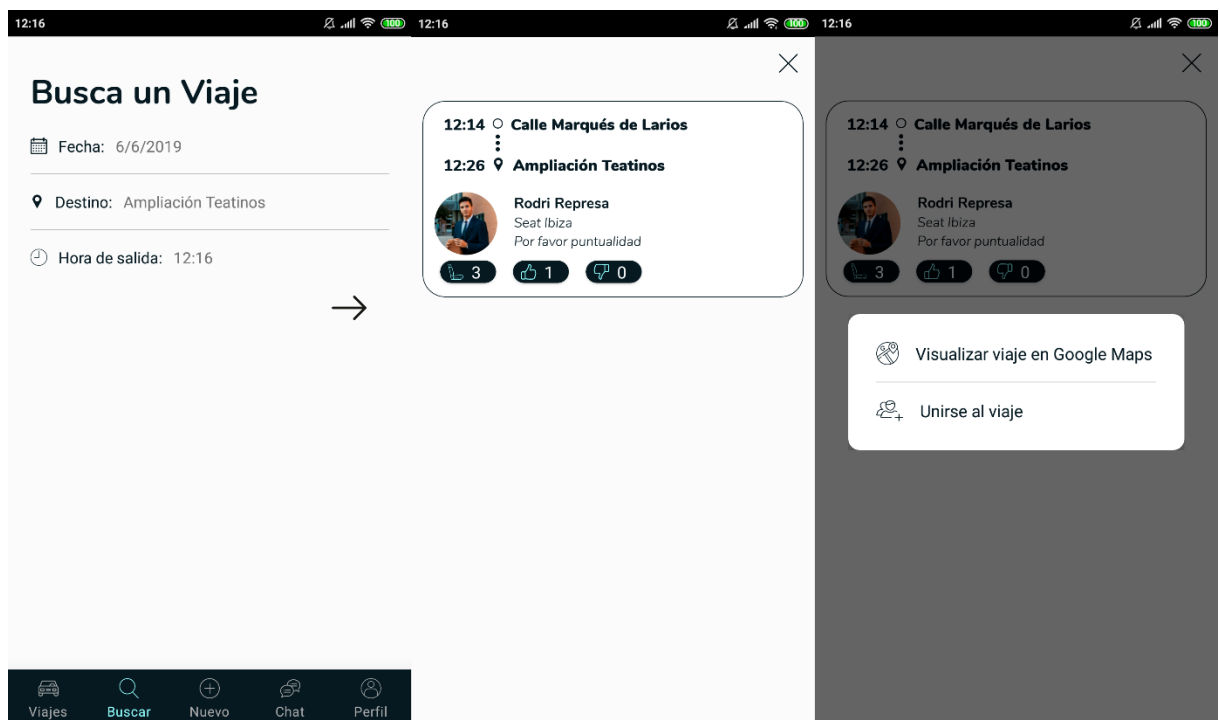 12:16
100
Busca un Viaje
Fecha: 6/6/2019
Destino: Ampliación Teatinos
Hora de salida: 12:16
Viajes
Buscar
Nuevo
Chat
Perfil
12:16
100
12:14 Calle Marqués de Larios
12:26 Ampliación Teatinos
Rodri Represa
Seat Ibiza
Por favor puntualidad
3 1 0
12:16
100
12:14 Calle Marqués de Larios
12:26 Ampliación Teatinos
Rodri Represa
Seat Ibiza
Por favor puntualidad
3 1 0
Visualizar viaje en Google Maps
Unirse al viaje